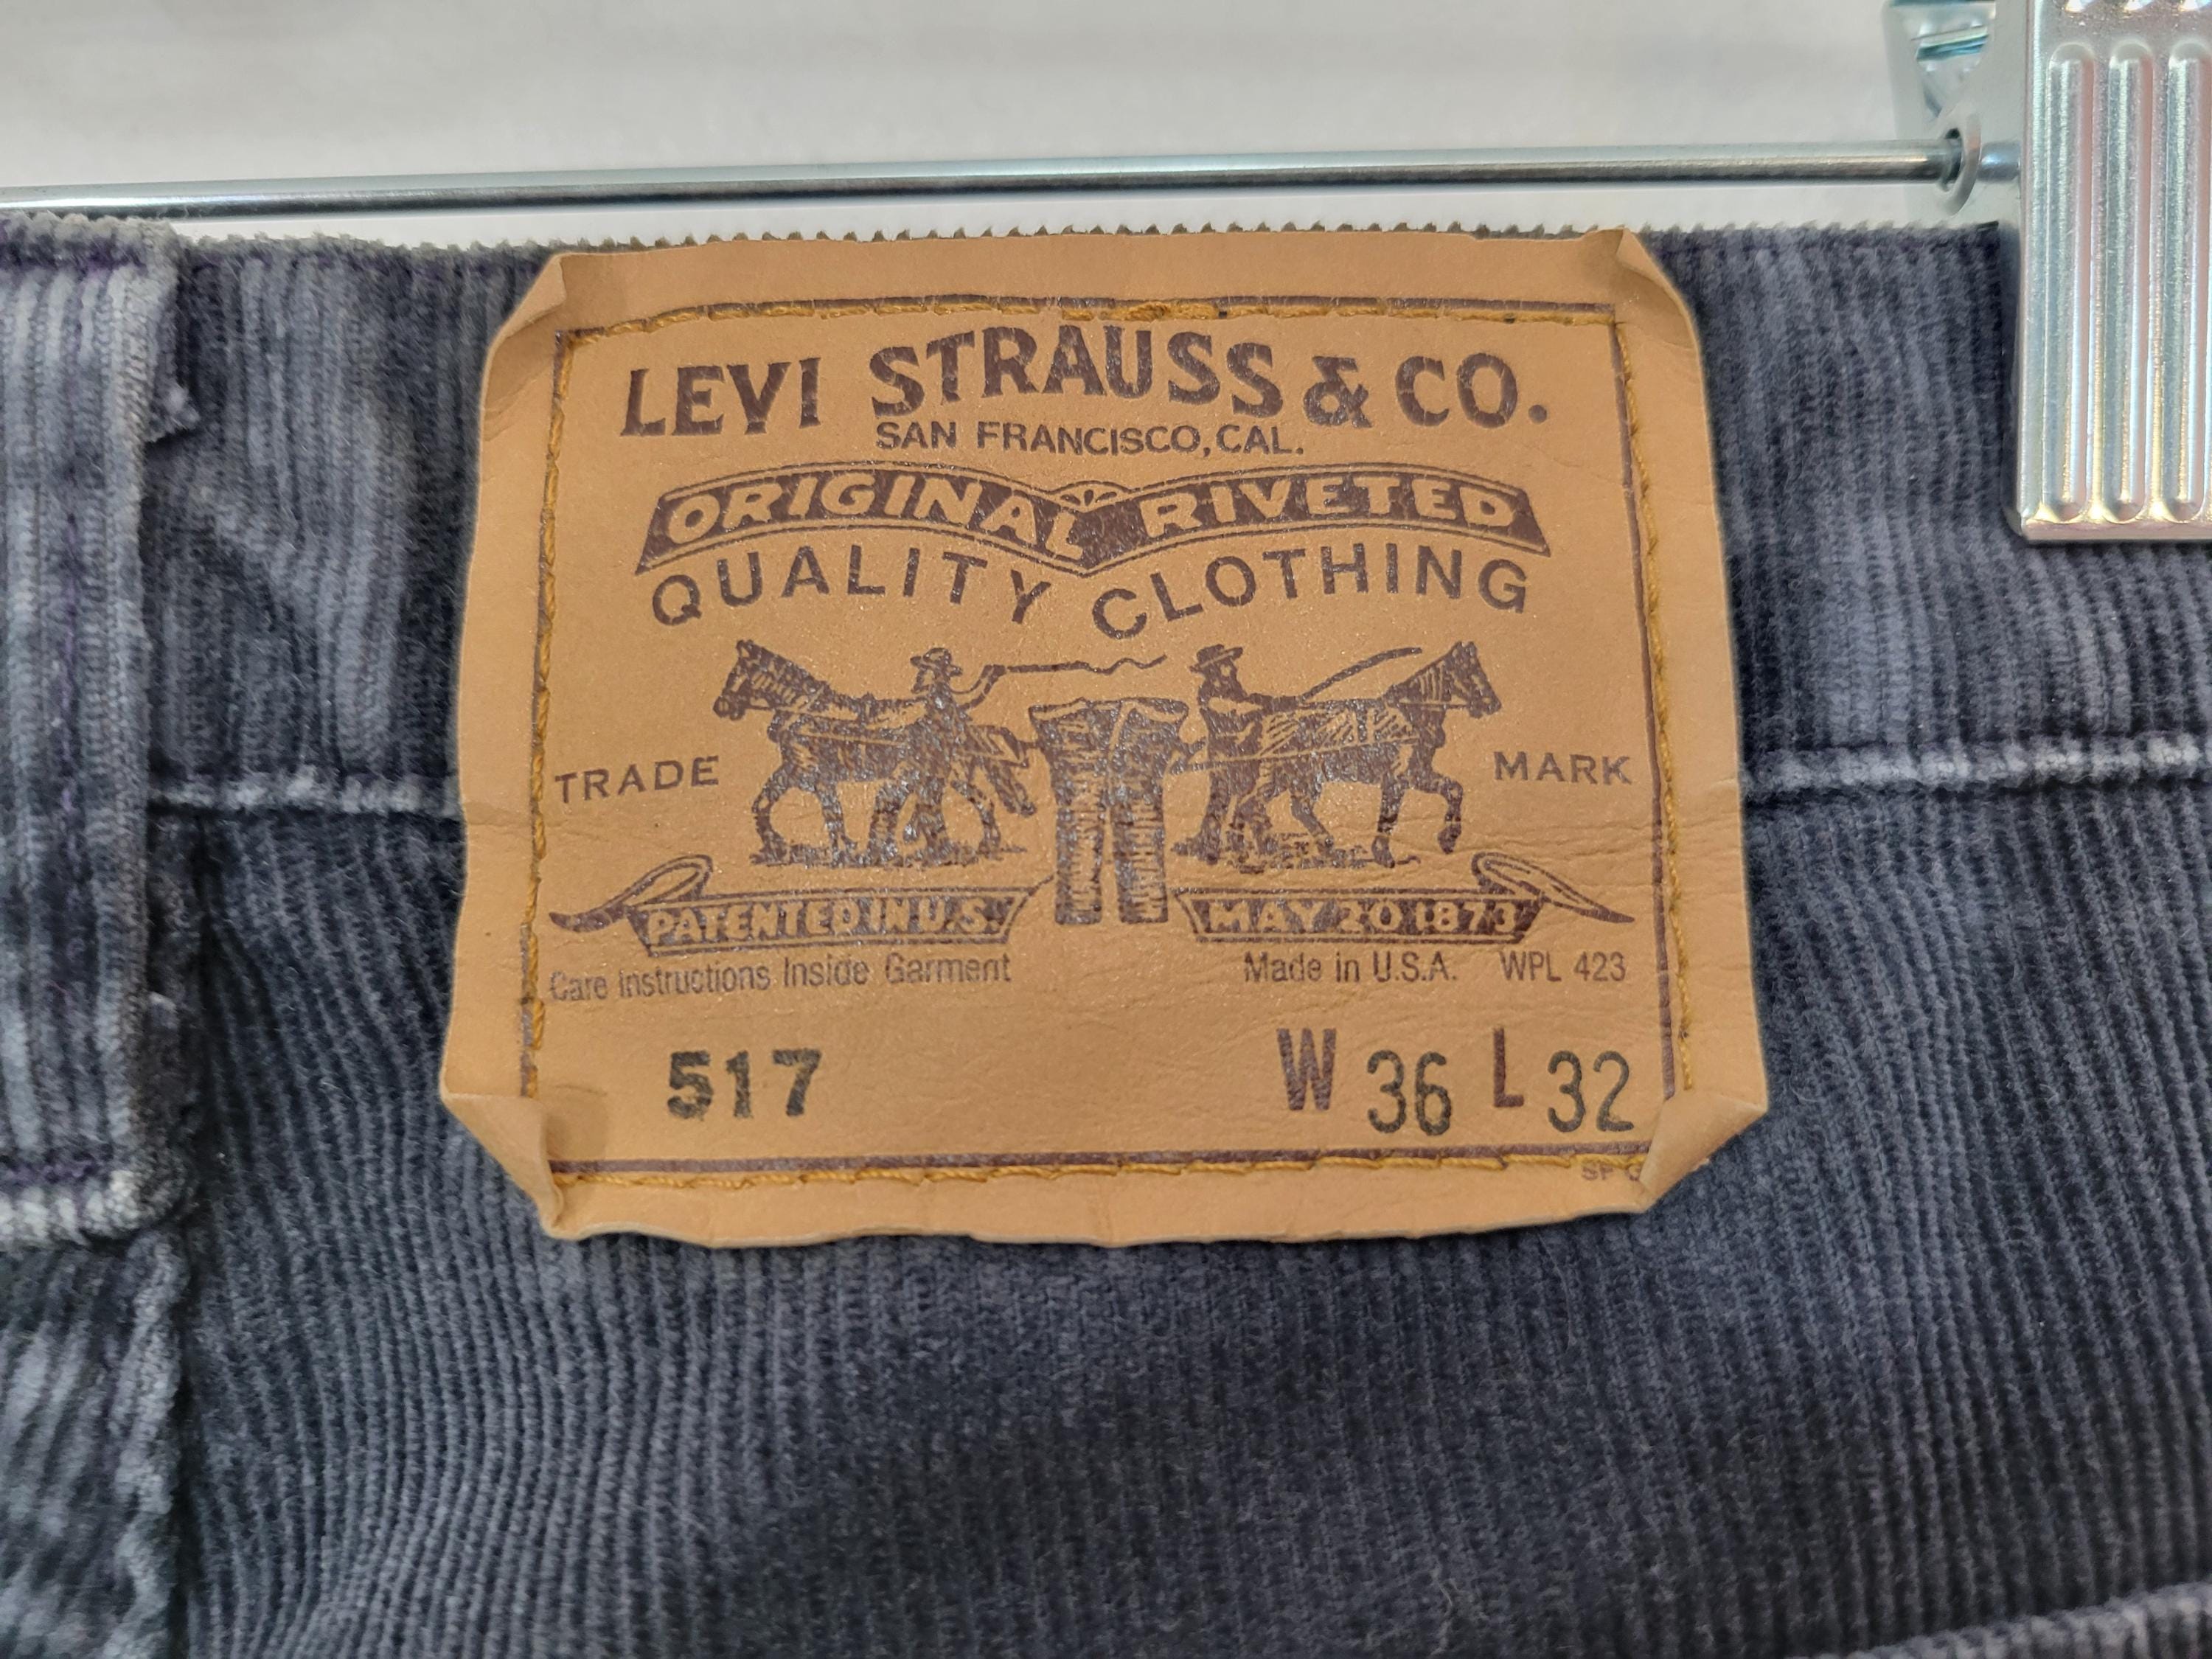 LEVI STRAUSS & CO.
SAN FRANCISCO, CAL.
ORIGINAL RIVETED
QUALITY CLOTHING
TRADE MARK
PATENTED IN U.S. MAY 20 1873
Care Instructions Inside Garment Made in U.S.A. WPL 423
517 W 36 L 32